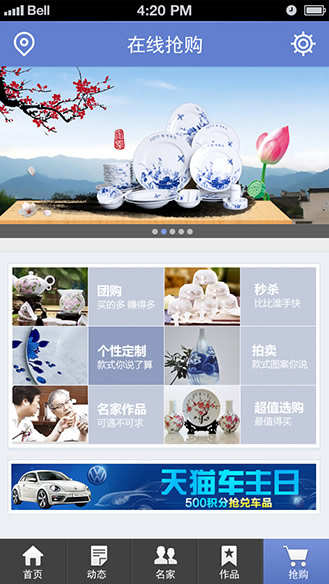 Bell 4:20 PM
在线抢购
团购
买的多 赚得多
秒杀
比比谁手快
个性定制
款式你说了算
拍卖
款式图案你说
名家作品
可遇不可求
超值选购
最值得买
天猫车主日
500积分抢兑车品
首页 动态 名家 作品 抢购